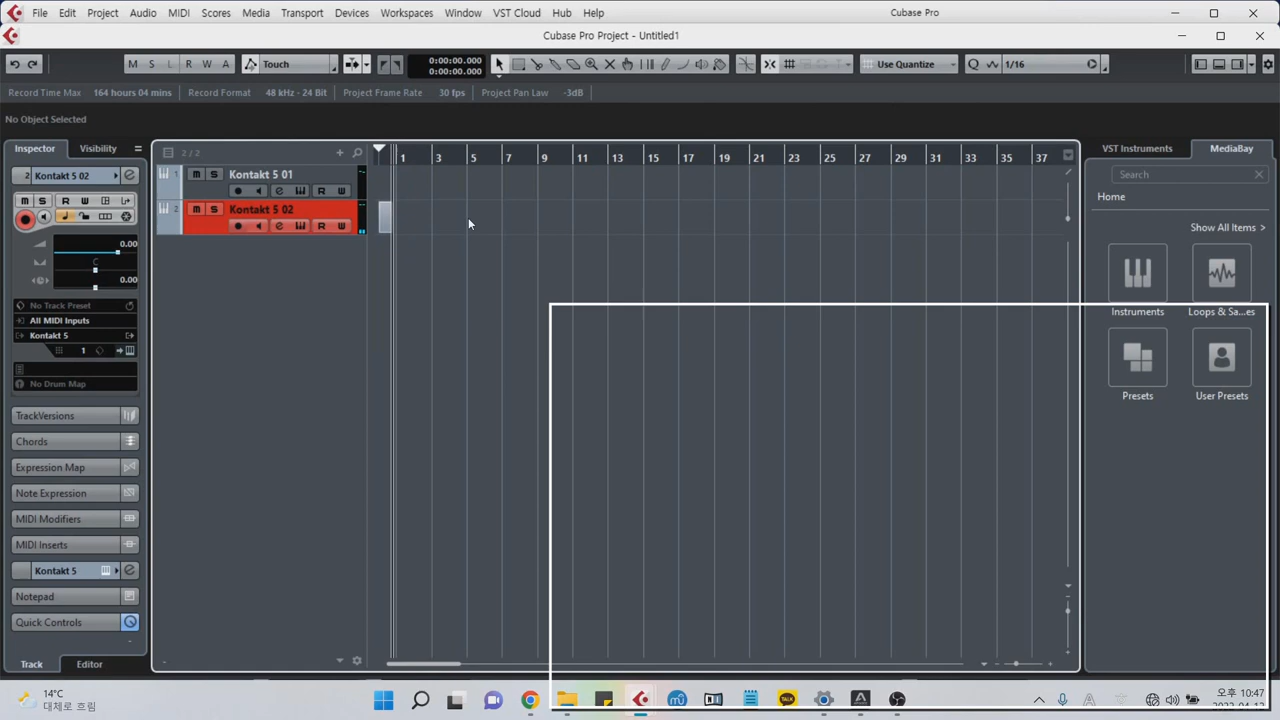 File Edit Project Audio MIDI Scores Media Transport Devices Workspaces Window VST Cloud Hub Help Cubase Pro
Cubase Pro Project - Untitled1
M S L R W A Touch 0:00:00.000 Use Quantize Q 1/16
0:00:00.000
Record Time Max 164 hours 04 mins Record Format 48 kHz - 24 Bit Project Frame Rate 30 fps Project Pan Law -3dB
No Object Selected
Inspector Visibility 2 / 2 1 3 5 7 9 11 13 15 17 19 21 23 25 27 29 31 33 35 37 VST Instruments MediaBay
2 Kontakt 5 02 1 M S Kontakt 5 01 Search
R W
M S R W Home
2 M S Kontakt 5 02
R W
Show All Items >
0.00
C
0.00
Instruments Loops & Sa...es
No Track Preset
All MIDI Inputs
Kontakt 5
1
No Drum Map
Presets User Presets
TrackVersions
Chords
Expression Map
Note Expression
MIDI Modifiers
MIDI Inserts
Kontakt 5
Notepad
Quick Controls
Track Editor
14°C TALK A 오후 10:47